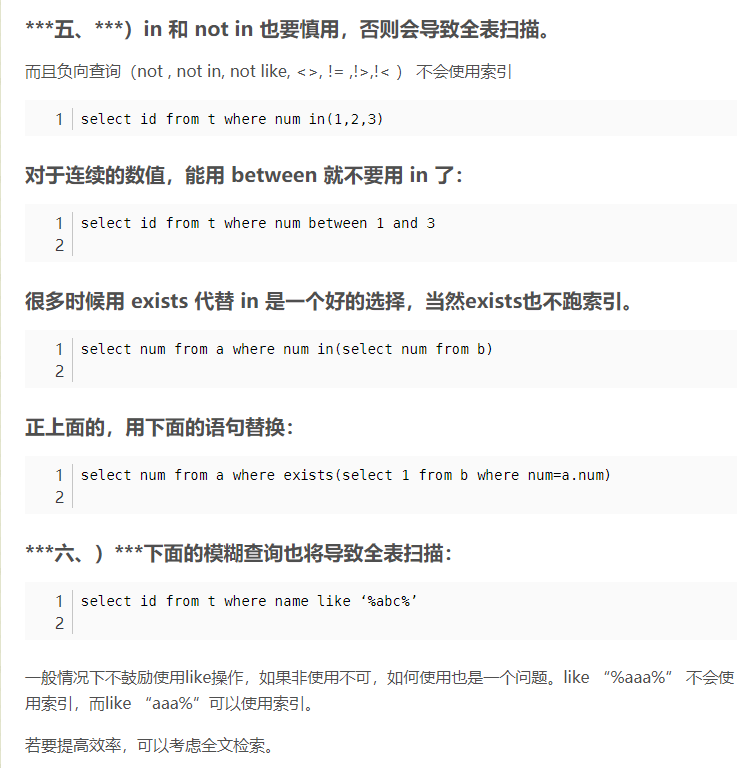 ***五、***）in 和 not in 也要慎用，否则会导致全表扫描。
而且负向查询（not , not in, not like, <>, != ,!>,!< ） 不会使用索引
1 select id from t where num in(1,2,3)
对于连续的数值，能用 between 就不要用 in 了：
1 select id from t where num between 1 and 3
2
很多时候用 exists 代替 in 是一个好的选择，当然exists也不跑索引。
1 select num from a where num in(select num from b)
2
正上面的，用下面的语句替换：
1 select num from a where exists(select 1 from b where num=a.num)
2
***六、）***下面的模糊查询也将导致全表扫描：
1 select id from t where name like ‘%abc%’
2
一般情况下不鼓励使用like操作，如果非使用不可，如何使用也是一个问题。like “%aaa%” 不会使
用索引，而like “aaa%”可以使用索引。
若要提高效率，可以考虑全文检索。